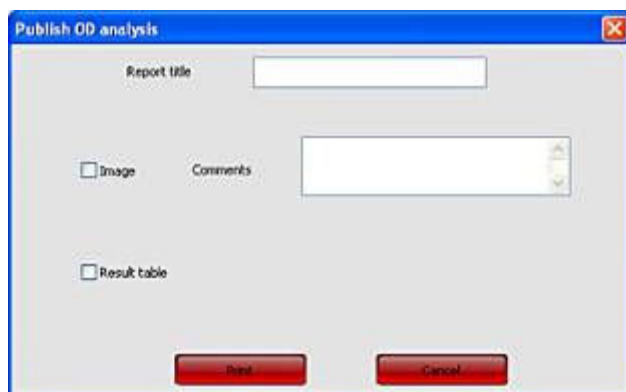 Publish OD analysis
Report title
Image
Comments
Result table
Print
Cancel